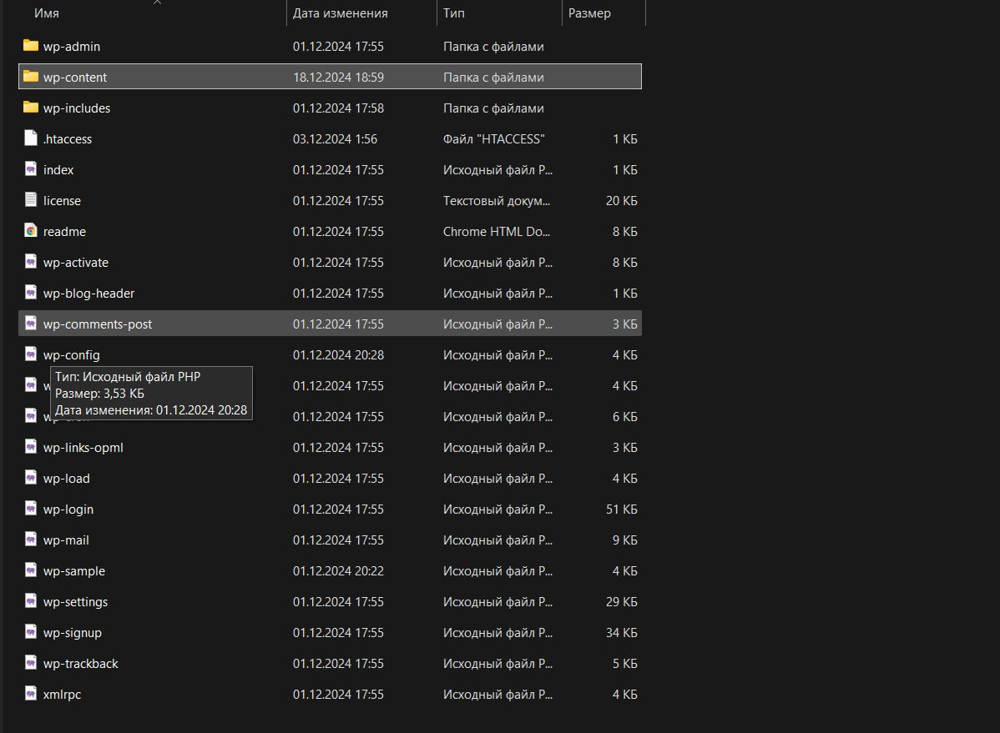 Имя Дата изменения Тип Размер
wp-admin 01.12.2024 17:55 Папка с файлами
wp-content 18.12.2024 18:59 Папка с файлами
wp-includes 01.12.2024 17:58 Папка с файлами
.htaccess 03.12.2024 1:56 Файл "HTACCESS" 1 КБ
index 01.12.2024 17:55 Исходный файл P... 1 КБ
license 01.12.2024 17:55 Текстовый докум... 20 КБ
readme 01.12.2024 17:55 Chrome HTML Do... 8 КБ
wp-activate 01.12.2024 17:55 Исходный файл P... 8 КБ
wp-blog-header 01.12.2024 17:55 Исходный файл P... 1 КБ
wp-comments-post 01.12.2024 17:55 Исходный файл P... 3 КБ
wp-config 01.12.2024 20:28 Исходный файл P... 4 КБ
Тип: Исходный файл PHP
Размер: 3,53 КБ
Дата изменения: 01.12.2024 20:28
01.12.2024 17:55 Исходный файл P... 4 КБ
01.12.2024 17:55 Исходный файл P... 6 КБ
wp-links-opml 01.12.2024 17:55 Исходный файл P... 3 КБ
wp-load 01.12.2024 17:55 Исходный файл P... 4 КБ
wp-login 01.12.2024 17:55 Исходный файл P... 51 КБ
wp-mail 01.12.2024 17:55 Исходный файл P... 9 КБ
wp-sample 01.12.2024 20:22 Исходный файл P... 4 КБ
wp-settings 01.12.2024 17:55 Исходный файл P... 29 КБ
wp-signup 01.12.2024 17:55 Исходный файл P... 34 КБ
wp-trackback 01.12.2024 17:55 Исходный файл P... 5 КБ
xmlrpc 01.12.2024 17:55 Исходный файл P... 4 КБ